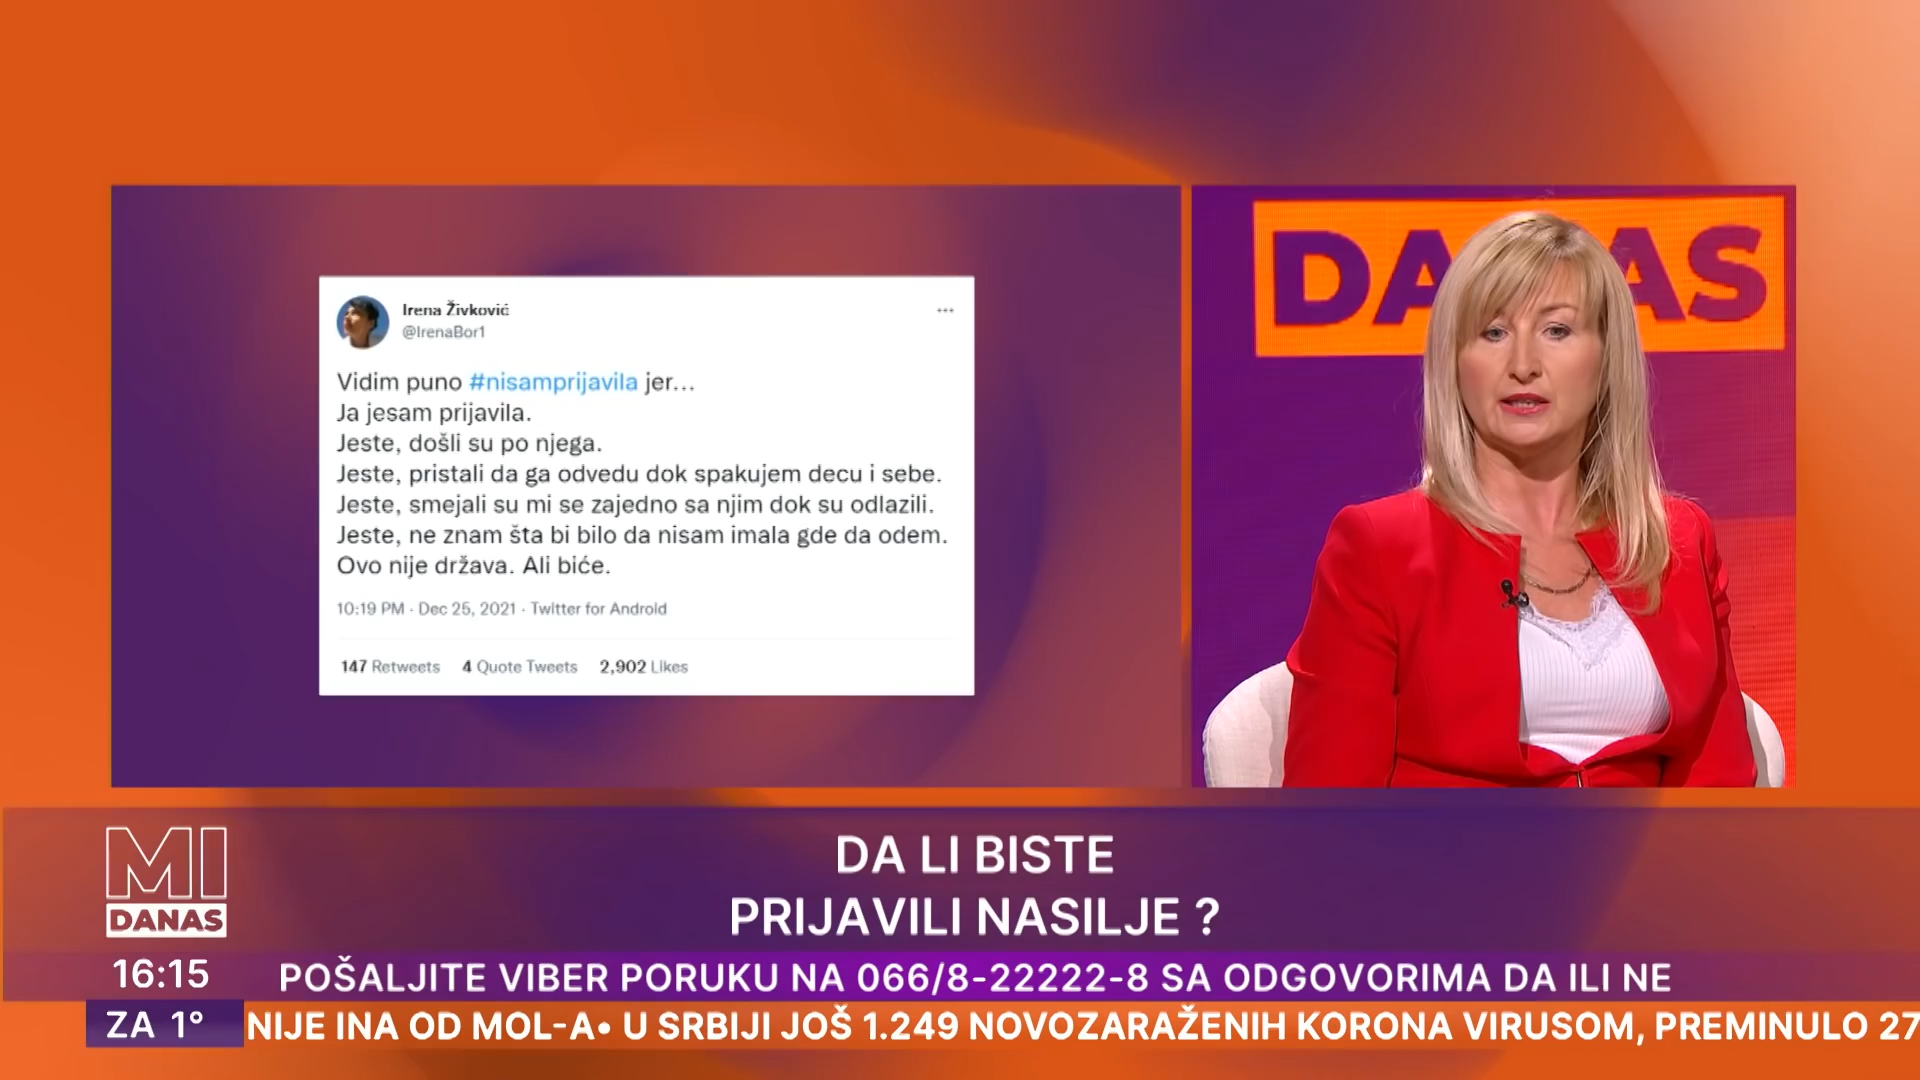 DANAS
Irena Živković
@IrenaBor1
Vidim puno #nisamprijavila jer...
Ja jesam prijavila.
Jeste, došli su po njega.
Jeste, pristali da ga odvedu dok spakujem decu i sebe.
Jeste, smejali su mi se zajedno sa njim dok su odlazili.
Jeste, ne znam šta bi bilo da nisam imala gde da odem.
Ovo nije država. Ali biće.
10:19 PM · Dec 25, 2021 · Twitter for Android
147 Retweets 4 Quote Tweets 2,902 Likes
MI
DANAS
DA LI BISTE
PRIJAVILI NASILJE ?
16:15
POŠALJITE VIBER PORUKU NA 066/8-22222-8 SA ODGOVORIMA DA ILI NE
ZA 1°
NIJE INA OD MOL-A• U SRBIJI JOŠ 1.249 NOVOZARAŽENIH KORONA VIRUSOM, PREMINULO 27